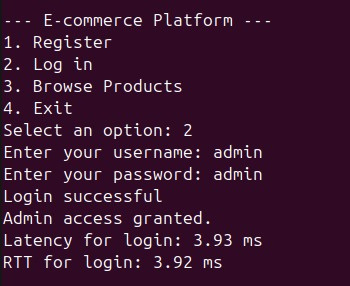 --- E-commerce Platform ---
1. Register
2. Log in
3. Browse Products
4. Exit
Select an option: 2
Enter your username: admin
Enter your password: admin
Login successful
Admin access granted.
Latency for login: 3.93 ms
RTT for login: 3.92 ms